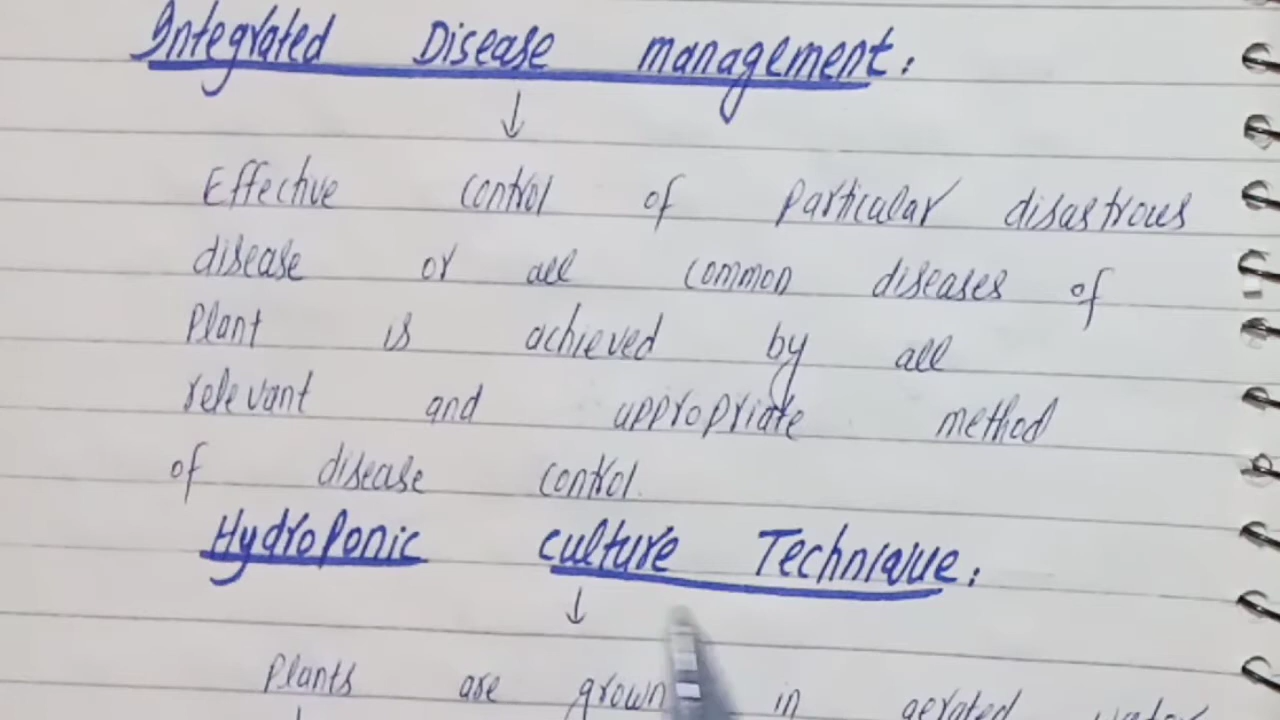 Integrated Disease management:
↓
Effective control of Particular disastrous
disease or all common diseases of
Plant is achieved by all
relevant and appropriate method
of disease control.
Hydroponic culture Technique:
↓
Plants are grown in aerated water